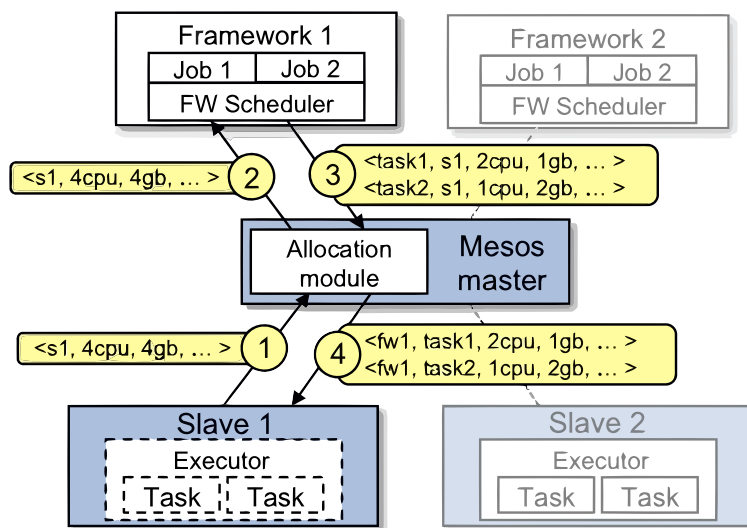 Framework 1
Job 1
Job 2
FW Scheduler
Framework 2
Job 1
Job 2
FW Scheduler
<s1, 4cpu, 4gb, … >
2
3
<task1, s1, 2cpu, 1gb, … >
<task2, s1, 1cpu, 2gb, … >
Allocation
module
Mesos
master
<s1, 4cpu, 4gb, … >
1
4
<fw1, task1, 2cpu, 1gb, … >
<fw1, task2, 1cpu, 2gb, … >
Slave 1
Executor
Task
Task
Slave 2
Executor
Task
Task